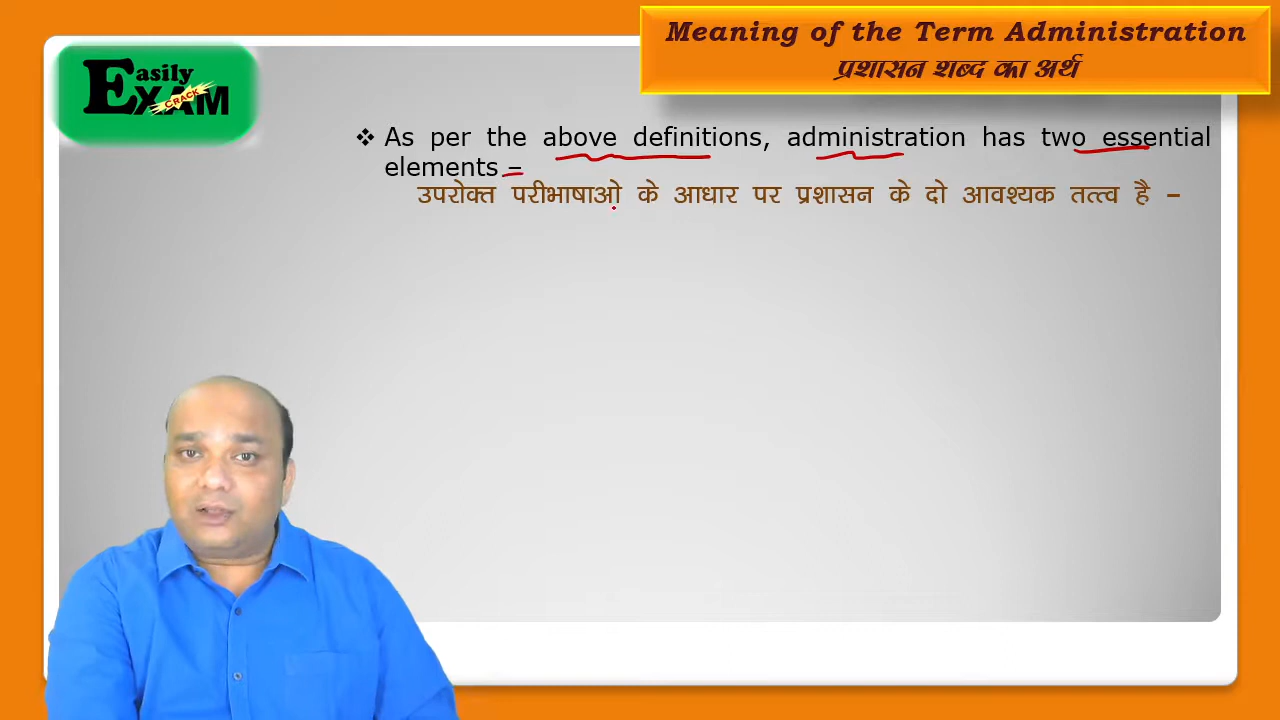 Meaning of the Term Administration
प्रशासन शब्द का अर्थ
Easily
EXAM
CRACK
❖ As per the above definitions, administration has two essential
elements –
उपरोक्त परीभाषाओं के आधार पर प्रशासन के दो आवश्यक तत्त्व है –